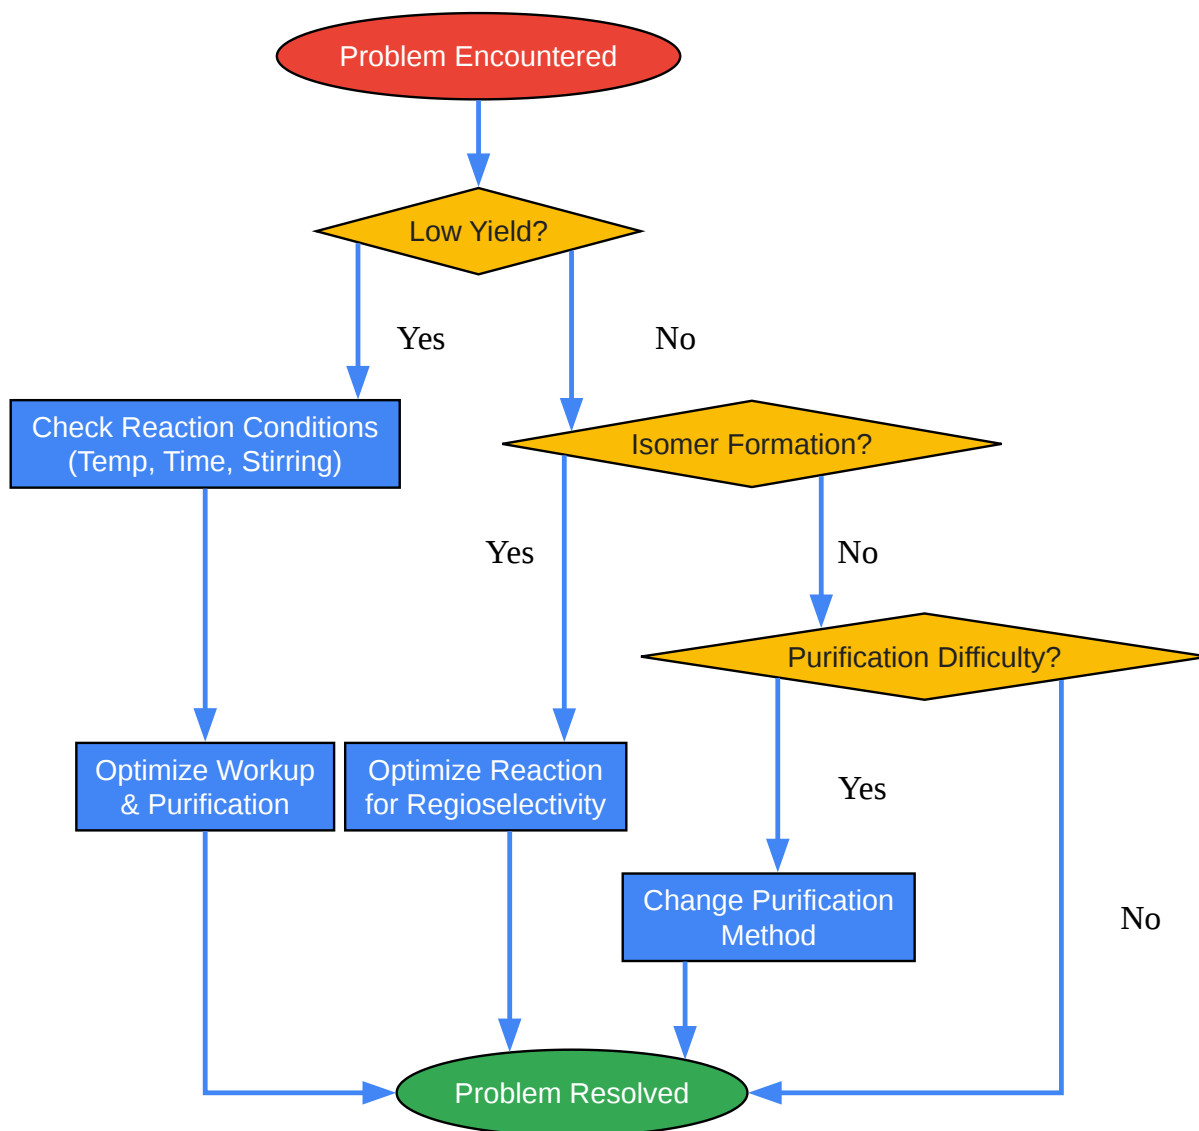 Problem Encountered
Low Yield?
Yes
No
Check Reaction Conditions
(Temp, Time, Stirring)
Isomer Formation?
Yes
No
Purification Difficulty?
Optimize Workup
& Purification
Optimize Reaction
for Regioselectivity
Yes
Change Purification
Method
No
Problem Resolved